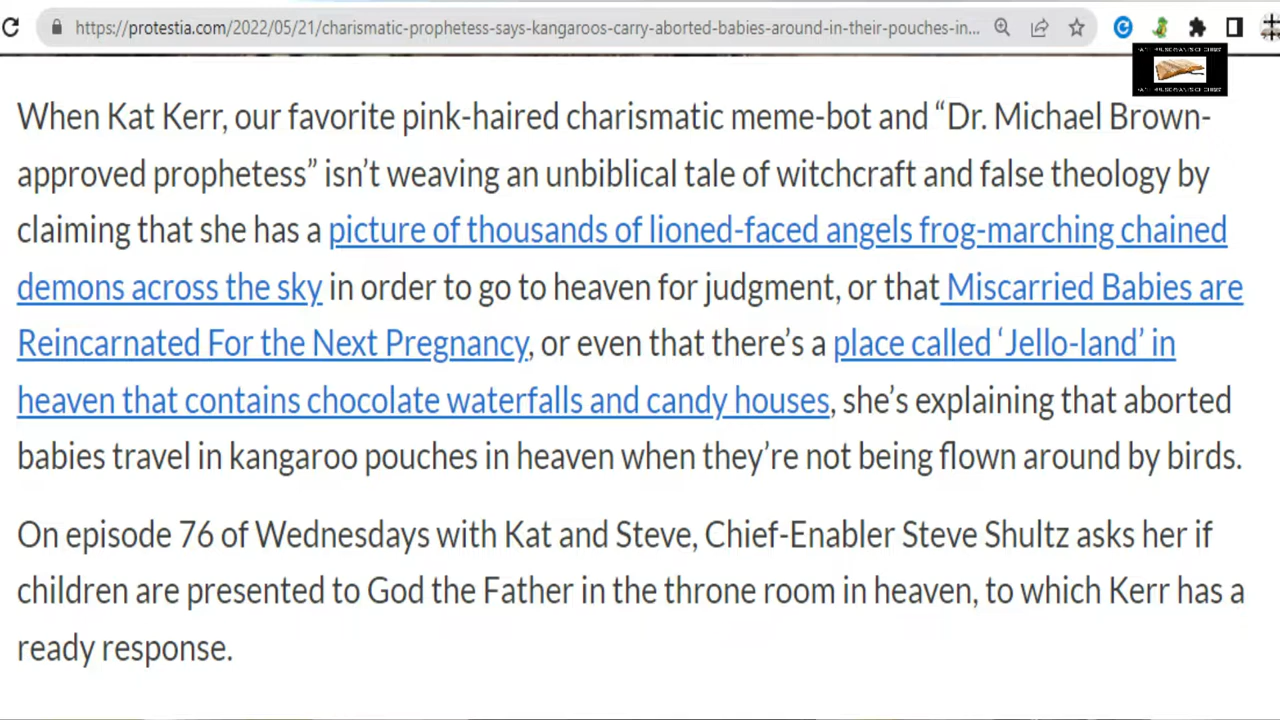 https://protestia.com/2022/05/21/charismatic-prophetess-says-kangaroos-carry-aborted-babies-around-in-their-pouches-in...
When Kat Kerr, our favorite pink-haired charismatic meme-bot and “Dr. Michael Brown-
approved prophetess” isn’t weaving an unbiblical tale of witchcraft and false theology by
claiming that she has a picture of thousands of lioned-faced angels frog-marching chained
demons across the sky in order to go to heaven for judgment, or that Miscarried Babies are
Reincarnated For the Next Pregnancy, or even that there’s a place called ‘Jello-land’ in
heaven that contains chocolate waterfalls and candy houses, she’s explaining that aborted
babies travel in kangaroo pouches in heaven when they’re not being flown around by birds.
On episode 76 of Wednesdays with Kat and Steve, Chief-Enabler Steve Shultz asks her if
children are presented to God the Father in the throne room in heaven, to which Kerr has a
ready response.